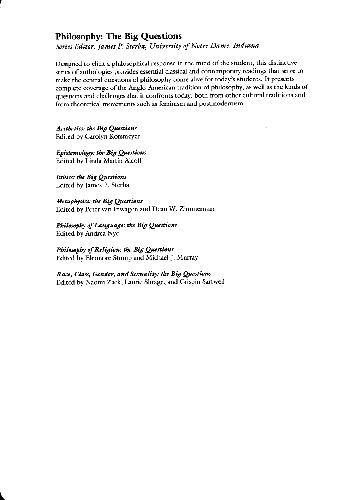 Philosophy: The Big Questions
Series Editor: James P. Sterba, University of Notre Dame, Indiana
Designed to elicit a philosophical response in the mind of the student, this distinctive
series of anthologies provides essential classical and contemporary readings that serve to
make the central questions of philosophy come alive for today's students. It presents
complete coverage of the Anglo-American tradition of philosophy, as well as the kinds of
questions and challenges that it confronts today, both from other cultural traditions and
from theoretical movements such as feminism and postmodernism.
Aesthetics: the Big Questions
Edited by Carolyn Korsmeyer
Epistemology: the Big Questions
Edited by Linda Martín Alcoff
Ethics: the Big Questions
Edited by James P. Sterba
Metaphysics: the Big Questions
Edited by Peter van Inwagen and Dean W. Zimmerman
Philosophy of Language: the Big Questions
Edited by Andrea Nye
Philosophy of Religion: the Big Questions
Edited by Eleonore Stump and Michael J. Murray
Race, Class, Gender, and Sexuality: the Big Questions
Edited by Naomi Zack, Laurie Shrage, and Crispin Sartwell